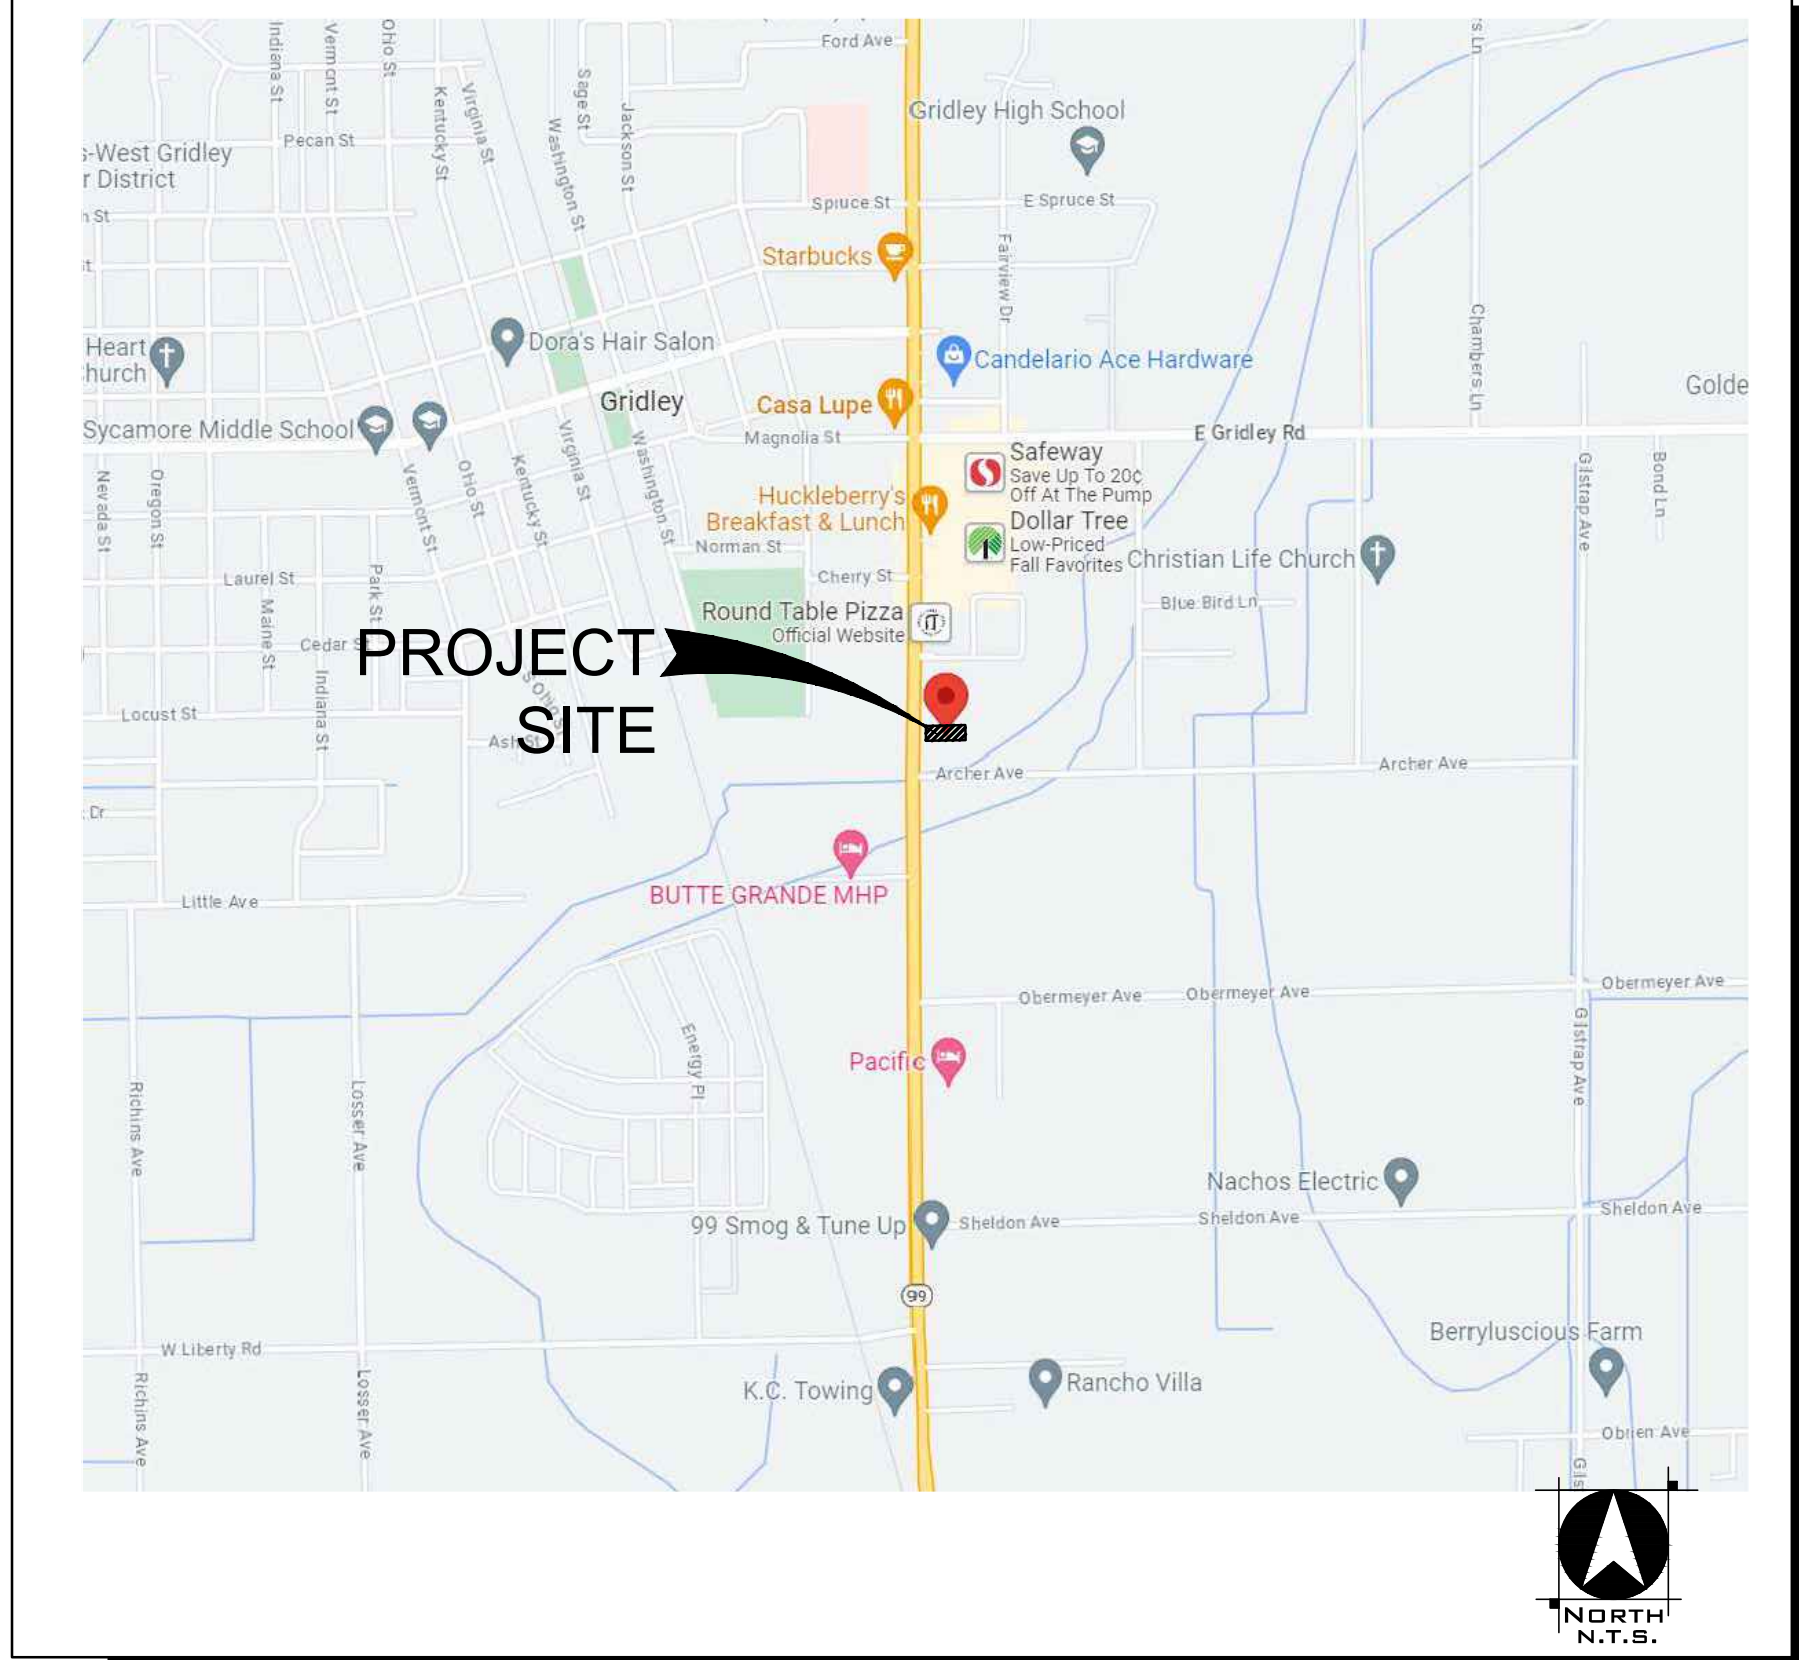 Ford Ave
Indiana St
Vermont St
Ohio St
Kentucky St
Virginia St
Sage St
Washington St
Jackson St
Gridley High School
Pecan St
s-West Gridley
r District
Spruce St
E Spruce St
Fairview Dr
Starbucks
Chambers Ln
Heart
hurch
Dora's Hair Salon
Candelario Ace Hardware
Gridley
Casa Lupe
Golde
Sycamore Middle School
Magnolia St
E Gridley Rd
Safeway
Save Up To 20¢
Off At The Pump
Nevada St
Oregon St
Vermont St
Ohio St
Kentucky St
Virginia St
Washington St
Huckleberry's
Breakfast & Lunch
Dollar Tree
Low-Priced
Fall Favorites
Gilstrap Ave
Bond Ln
Norman St
Christian Life Church
Laurel St
Maine St
Park St
Cherry St
Blue Bird Ln
Round Table Pizza
Official Website
Cedar S
PROJECT
SITE
Indiana St
S Ohio St
Locust St
Ash St
Archer Ave
Archer Ave
Dr
BUTTE GRANDE MHP
Little Ave
Obermeyer Ave
Obermeyer Ave
Obermeyer Ave
Energy Pl
Pacific
Gilstrap Ave
Richins Ave
Losser Ave
Nachos Electric
99 Smog & Tune Up
Sheldon Ave
Sheldon Ave
Sheldon Ave
99
W Liberty Rd
Berryluscious Farm
K.C. Towing
Rancho Villa
Richins Ave
Losser Ave
Obrien Ave
Gils
NORTH
N.T.S.